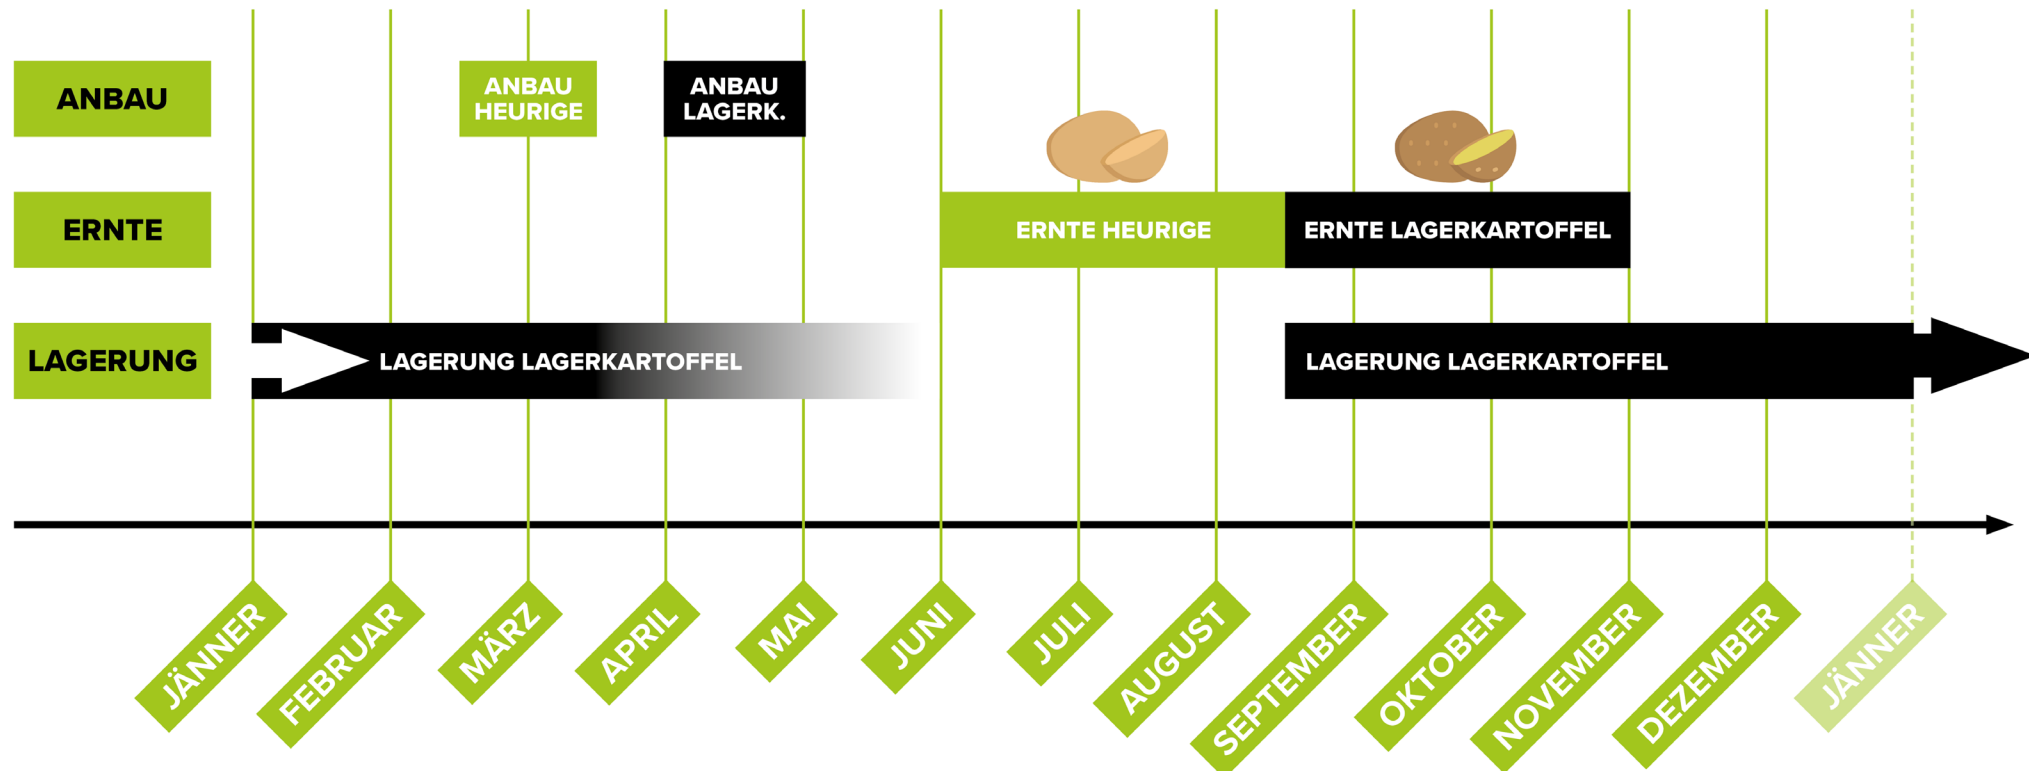 ANBAU
ANBAU
HEURIGE
ANBAU
LAGERK.
ERNTE
ERNTE HEURIGE
ERNTE LAGERKARTOFFEL
LAGERUNG
LAGERUNG LAGERKARTOFFEL
LAGERUNG LAGERKARTOFFEL
JÄNNER
FEBRUAR
MÄRZ
APRIL
MAI
JUNI
JULI
AUGUST
SEPTEMBER
OKTOBER
NOVEMBER
DEZEMBER
JÄNNER